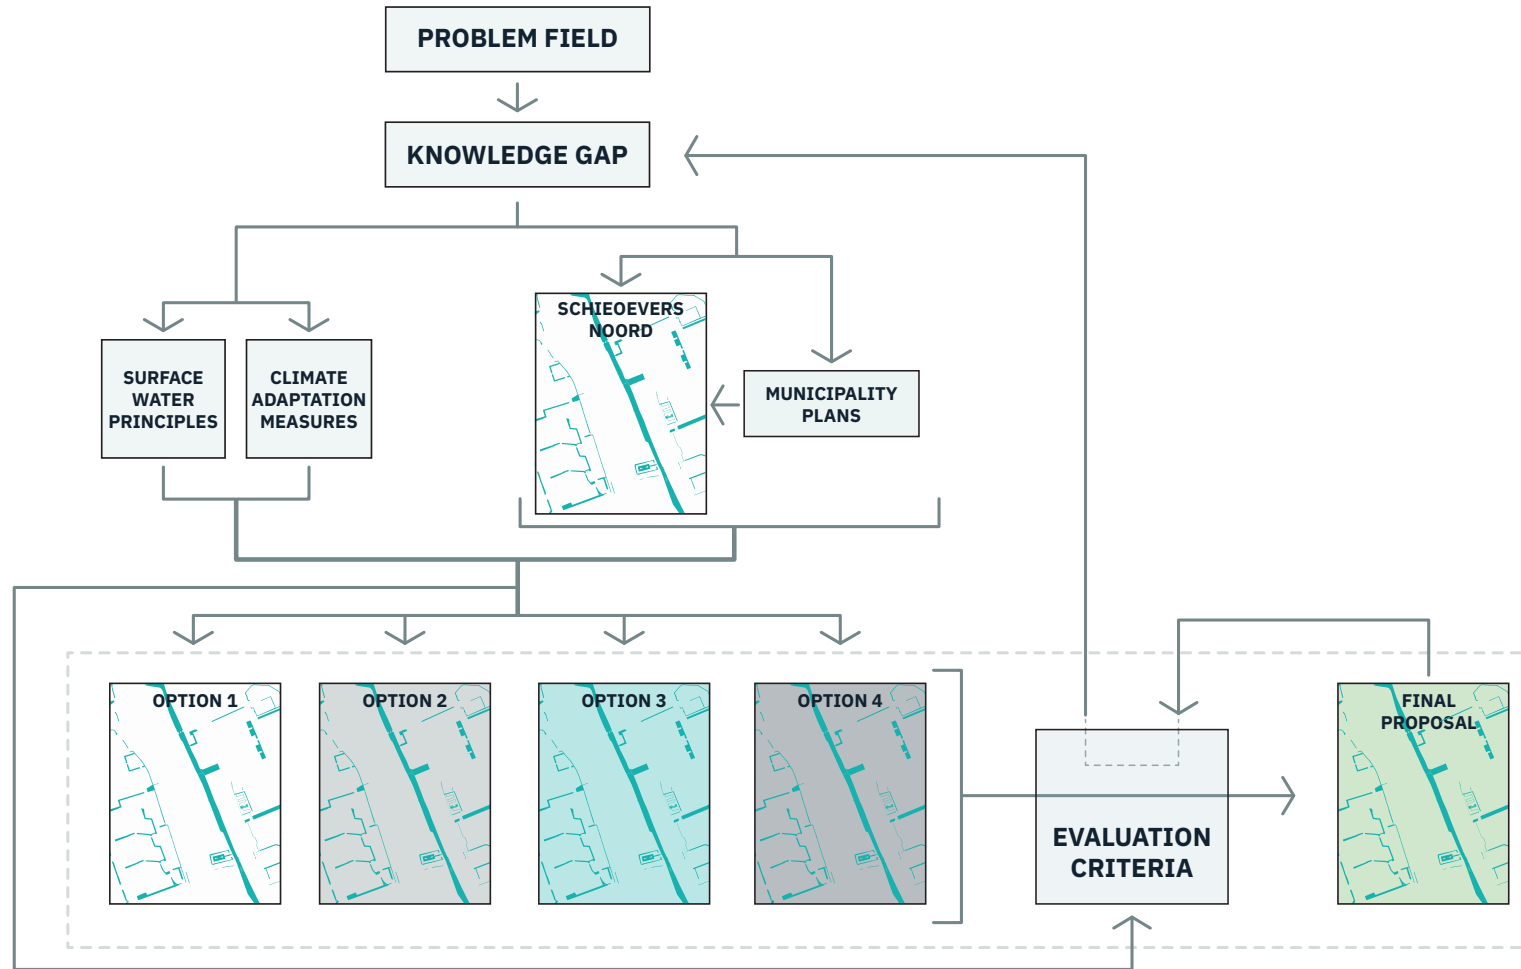 PROBLEM FIELD
KNOWLEDGE GAP
SCHIEOEVERS
NOORD
SURFACE
WATER
PRINCIPLES
CLIMATE
ADAPTATION
MEASURES
MUNICIPALITY
PLANS
OPTION 1
OPTION 2
OPTION 3
OPTION 4
EVALUATION
CRITERIA
FINAL
PROPOSAL